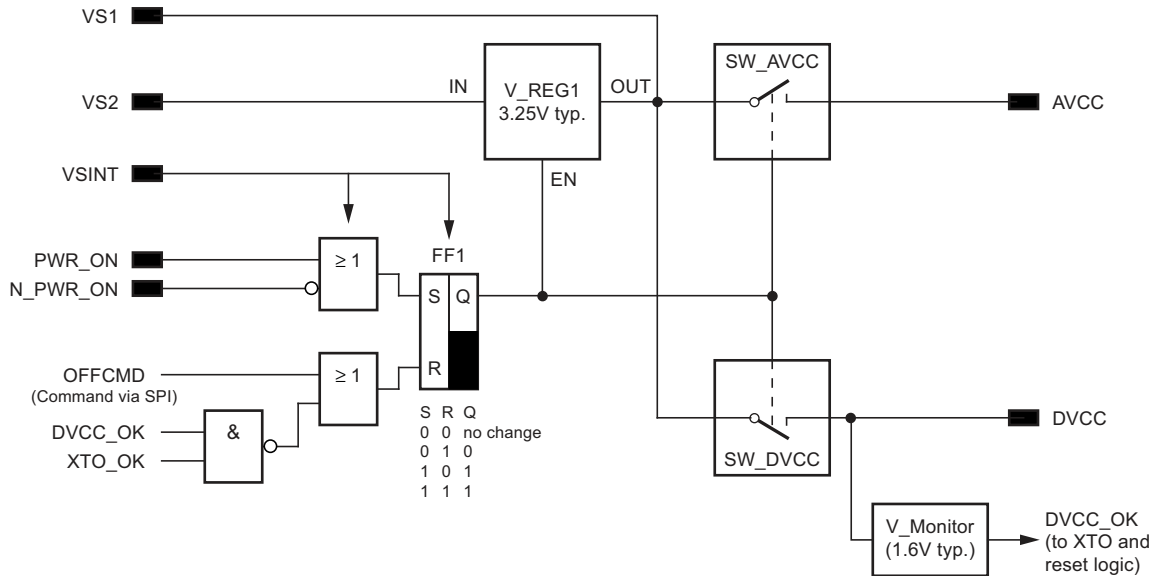 VS1
SW_AVCC
VS2
IN
V_REG1
3.25V typ.
OUT
AVCC
EN
VSINT
FF1
PWR_ON
N_PWR_ON
≥ 1
S
Q
R
OFFCMD
(Command via SPI)
≥ 1
DVCC_OK
XTO_OK
&
S R Q
0 0 no change
0 1 0
1 0 1
1 1 1
DVCC
SW_DVCC
V_Monitor
(1.6V typ.)
DVCC_OK
(to XTO and
reset logic)